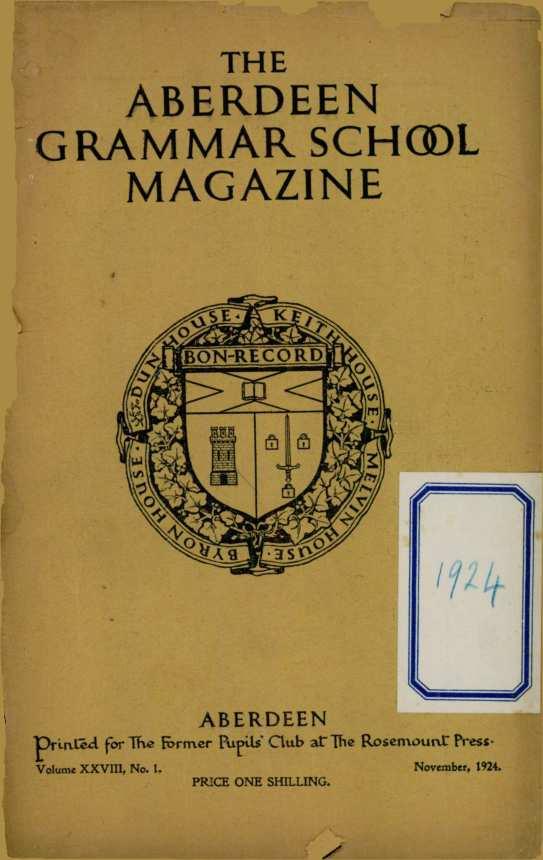 THE
ABERDEEN
GRAMMAR SCHOOL
MAGAZINE
DUN HOUSE · KEITH HOUSE · MELVIN HOUSE · BYRON HOUSE ·
BON-RECORD
1924
ABERDEEN
Printed for The Former Pupils' Club at The Rosemount Press.
Volume XXVIII, No. 1.
November, 1924.
PRICE ONE SHILLING.